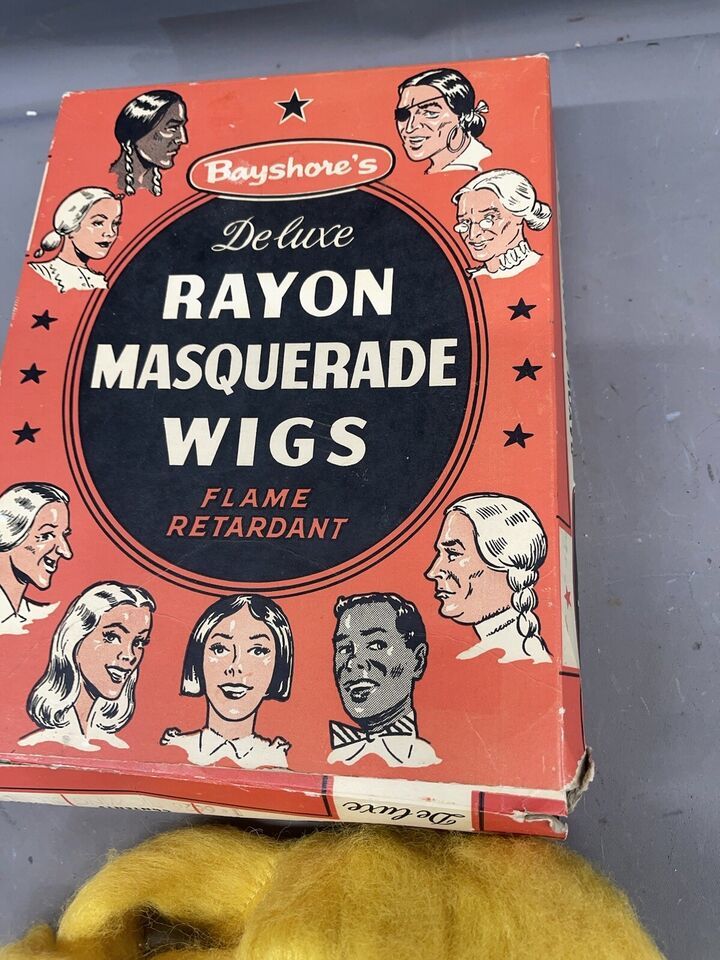 Bayshore's
De luxe
RAYON
MASQUERADE
WIGS
FLAME
RETARDANT
De luxe